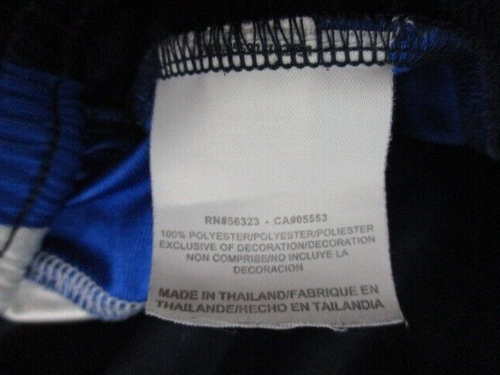 RN#56323 - CA#05553
100% POLYESTER/POLYESTER/POLIESTER
EXCLUSIVE OF DECORATION/DECORATION
NON COMPRISE/NO INCLUYE LA
DECORACIÓN
MADE IN THAILAND/FABRIQUE EN
THAILANDE/HECHO EN TAILANDIA